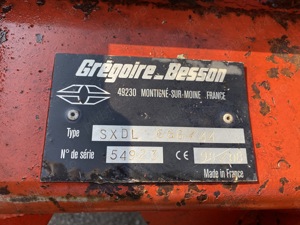 Grégoire Besson
49230 MONTIGNÉ-SUR-MOINE FRANCE
Type SXDL
N° de série CE
Made in France